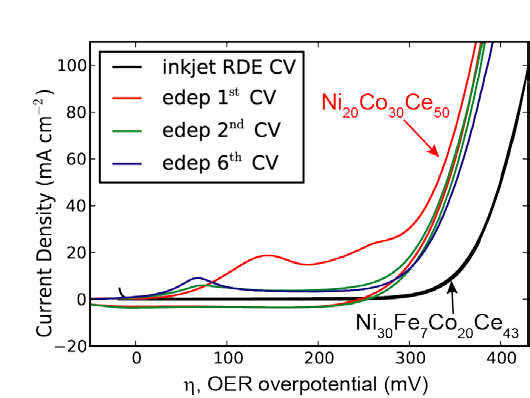 100
80
60
40
20
0
−20
Current Density (mA cm⁻²)
inkjet RDE CV
edep 1ˢᵗ CV
edep 2ⁿᵈ CV
edep 6ᵗʰ CV
Ni₂₀Co₃₀Ce₅₀
Ni₃₀Fe₇Co₂₀Ce₄₃
0 100 200 300 400
η, OER overpotential (mV)